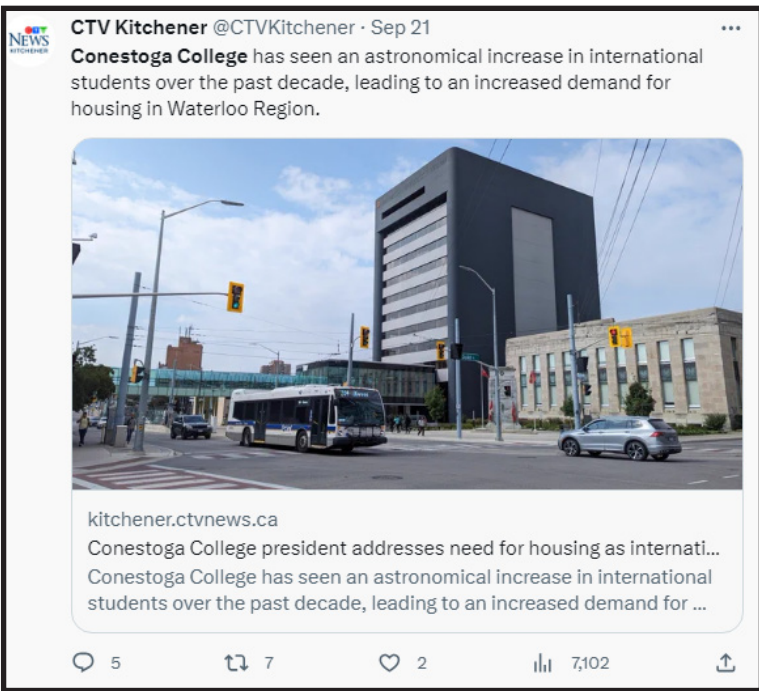 NEWS
KITCHENER
CTV Kitchener @CTVKitchener · Sep 21
Conestoga College has seen an astronomical increase in international
students over the past decade, leading to an increased demand for
housing in Waterloo Region.
kitchener.ctvnews.ca
Conestoga College president addresses need for housing as internati...
Conestoga College has seen an astronomical increase in international
students over the past decade, leading to an increased demand for ...
5 7 2 7,102